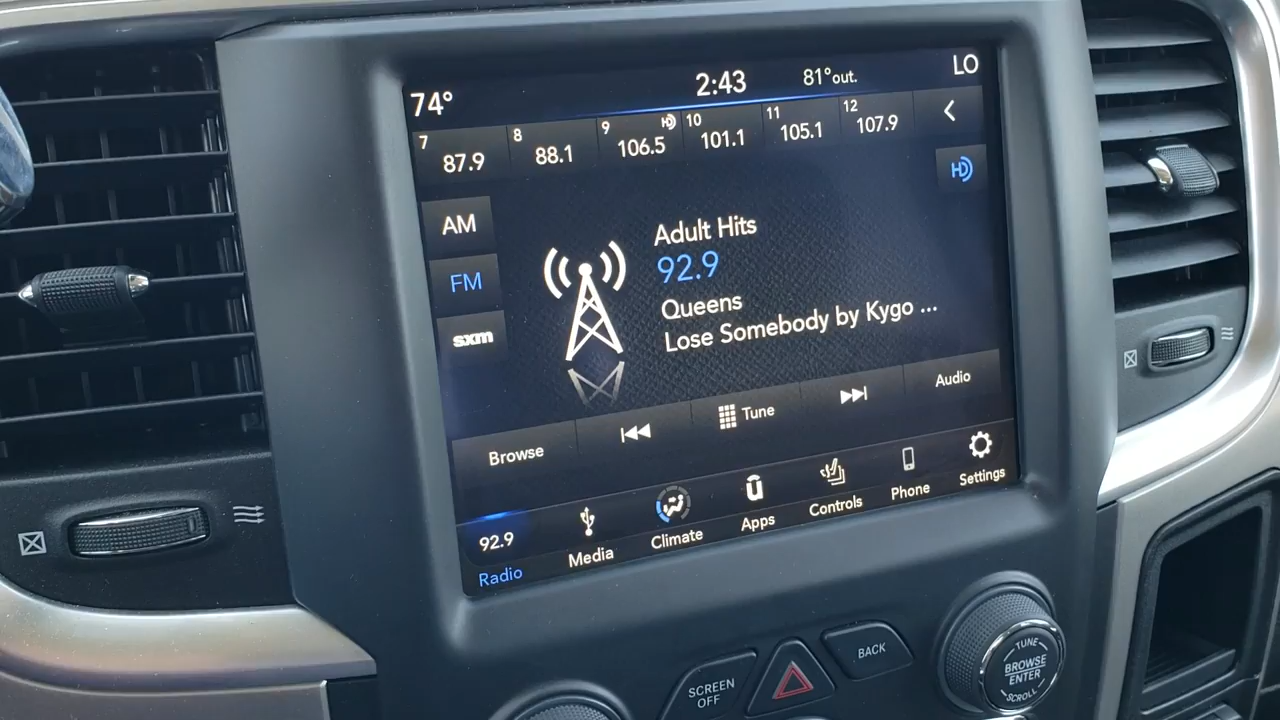 74° 2:43 81°out. LO
7 87.9 8 88.1 9 HD 106.5 10 101.1 11 105.1 12 107.9
HD
AM
FM
sxm
Adult Hits
92.9
Queens
Lose Somebody by Kygo ...
Browse Tune Audio
92.9
Radio Media Climate Apps Controls Phone Settings
SCREEN
OFF
BACK
TUNE
BROWSE
ENTER
SCROLL